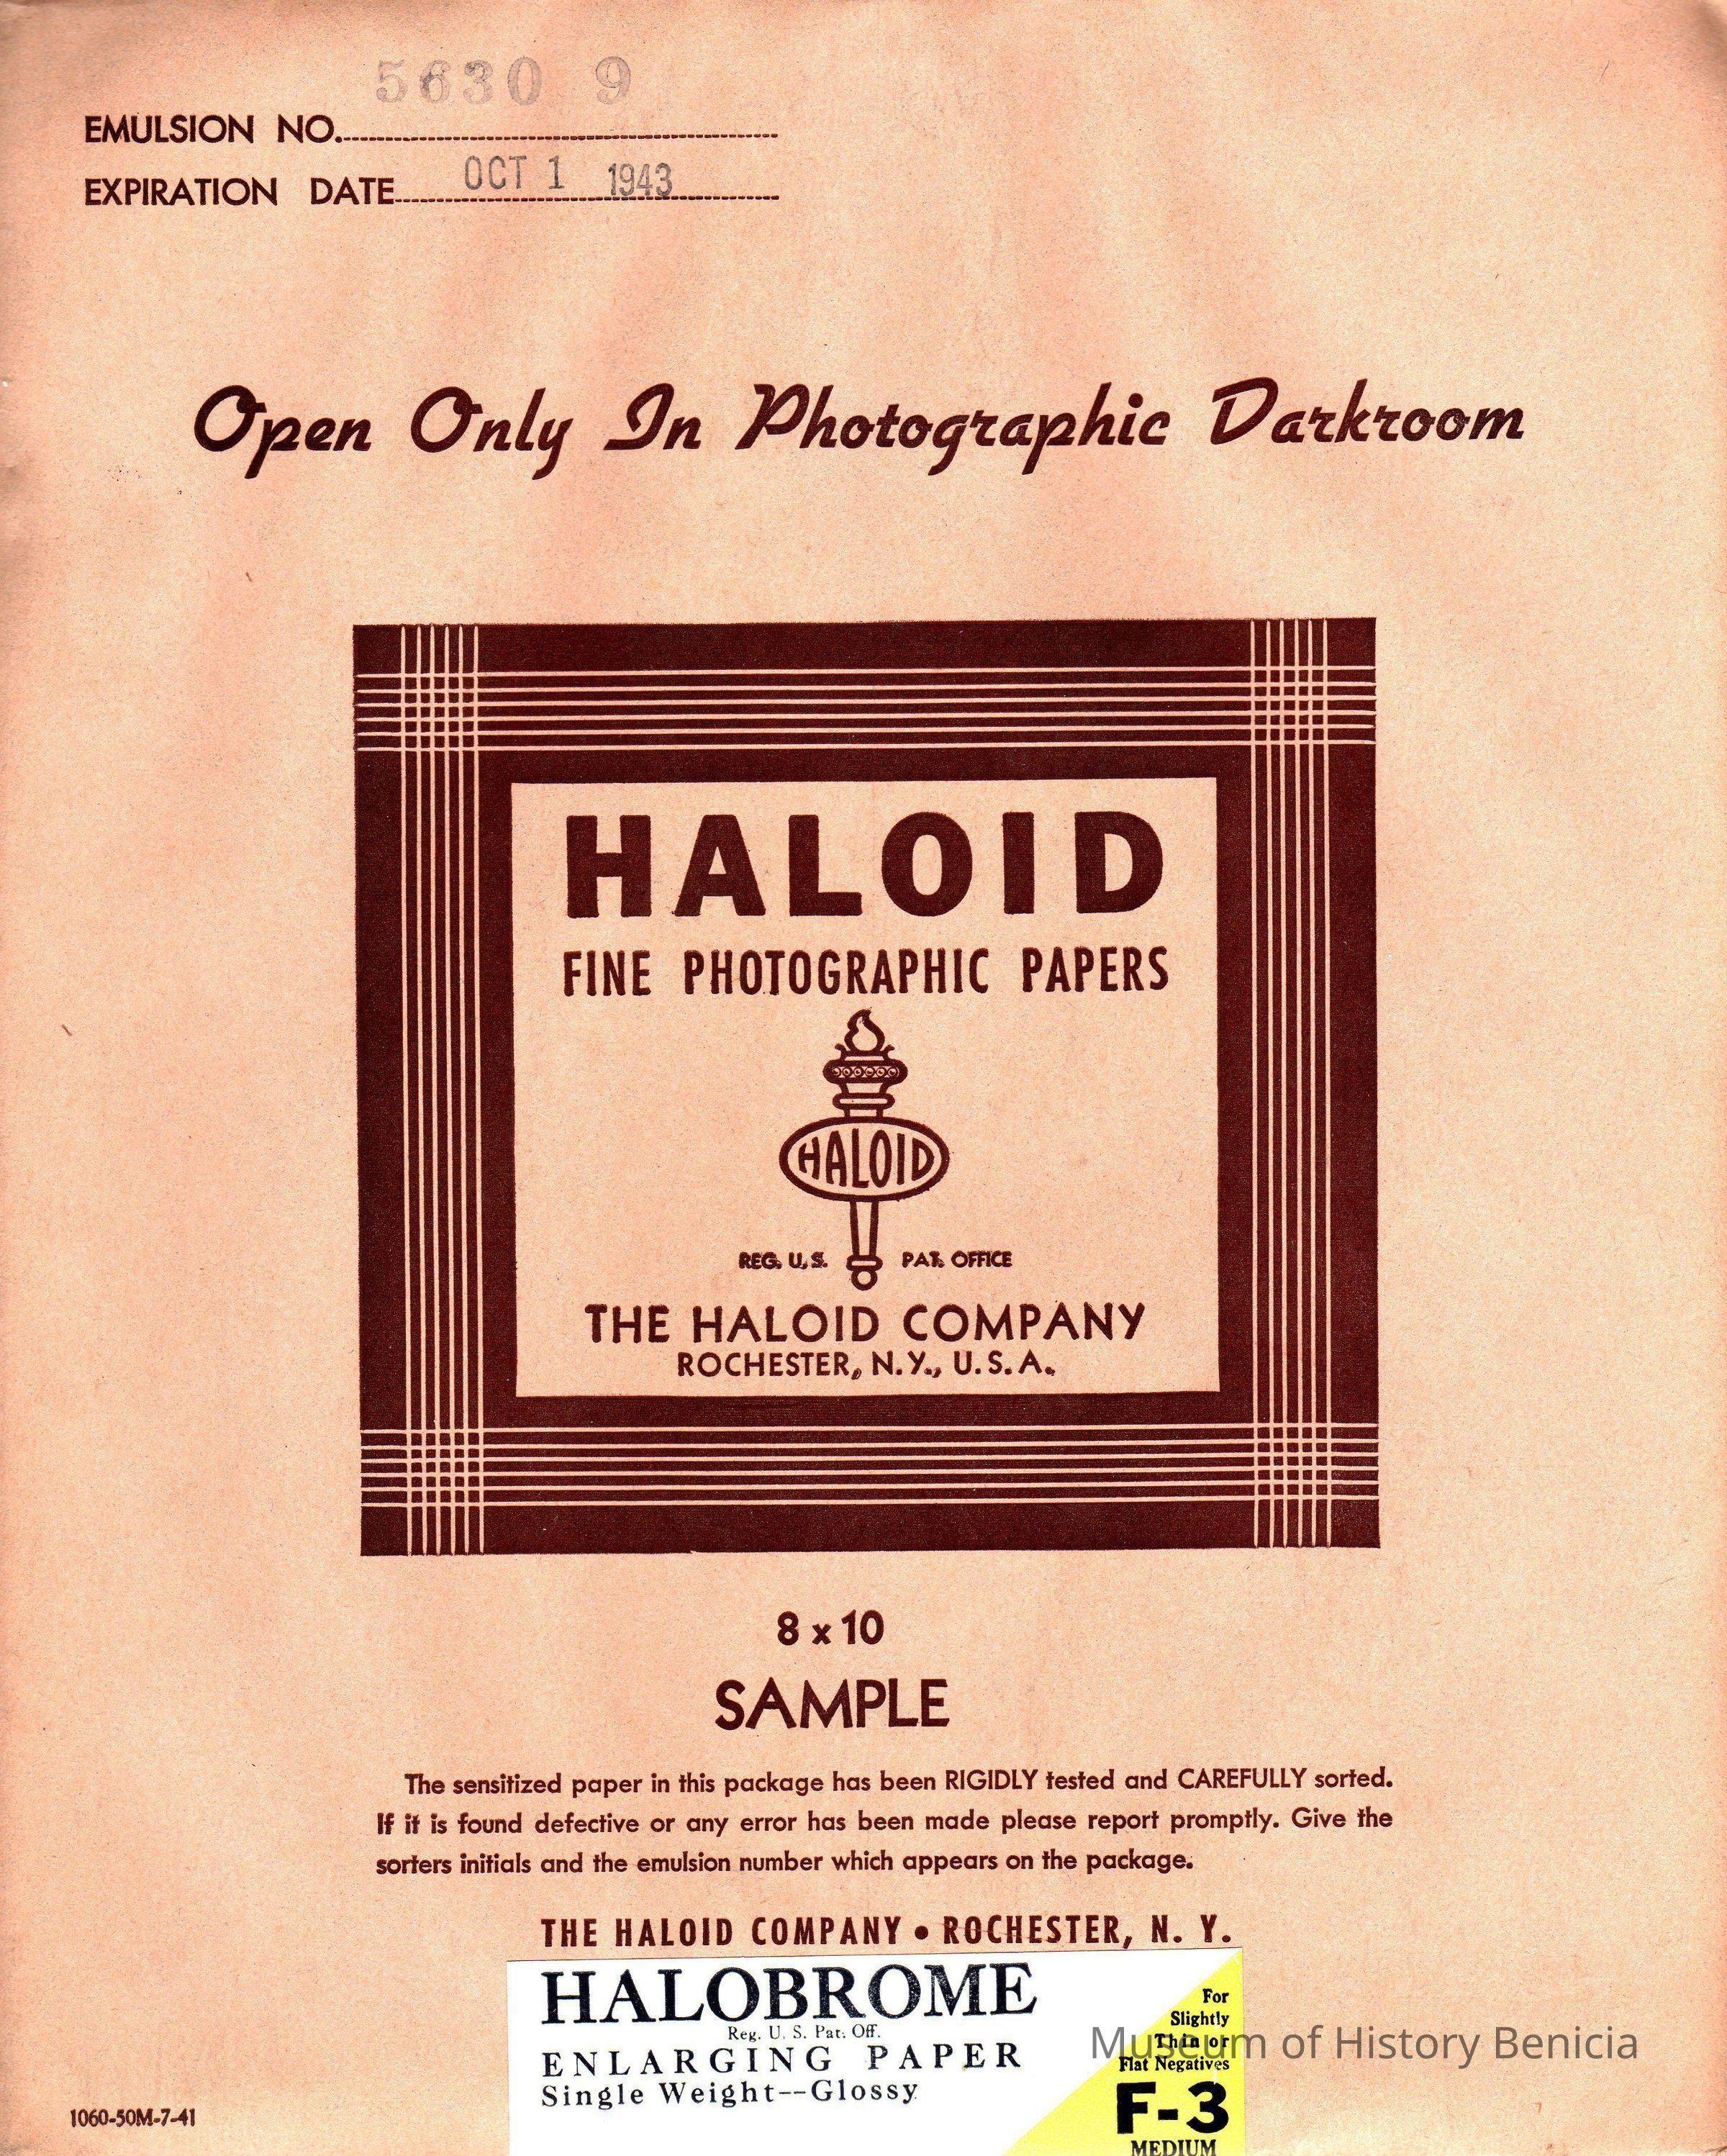 5630 9
EMULSION NO.
EXPIRATION DATE OCT 1 1943
Open Only In Photographic Darkroom
HALOID
FINE PHOTOGRAPHIC PAPERS
HALOID
REG. U.S. PAT. OFFICE
THE HALOID COMPANY
ROCHESTER, N.Y., U.S.A.
8 x 10
SAMPLE
The sensitized paper in this package has been RIGIDLY tested and CAREFULLY sorted.
If it is found defective or any error has been made please report promptly. Give the
sorters initials and the emulsion number which appears on the package.
THE HALOID COMPANY • ROCHESTER, N. Y.
HALOBROME
Reg. U. S. Pat. Off.
ENLARGING PAPER
Single Weight--Glossy
For
Slightly
Thin or
Flat Negatives
F-3
MEDIUM
Museum of History Benicia
1060-50M-7-41